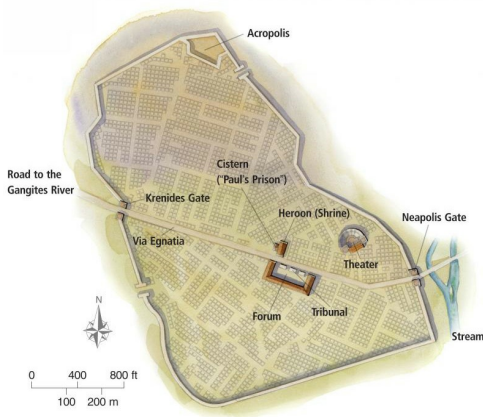 Acropolis
Cistern
("Paul's Prison")
Road to the
Gangites River
Krenides Gate
Heroon (Shrine)
Neapolis Gate
Via Egnatia
Theater
Forum
Tribunal
Stream
N
0 400 800 ft
100 200 m